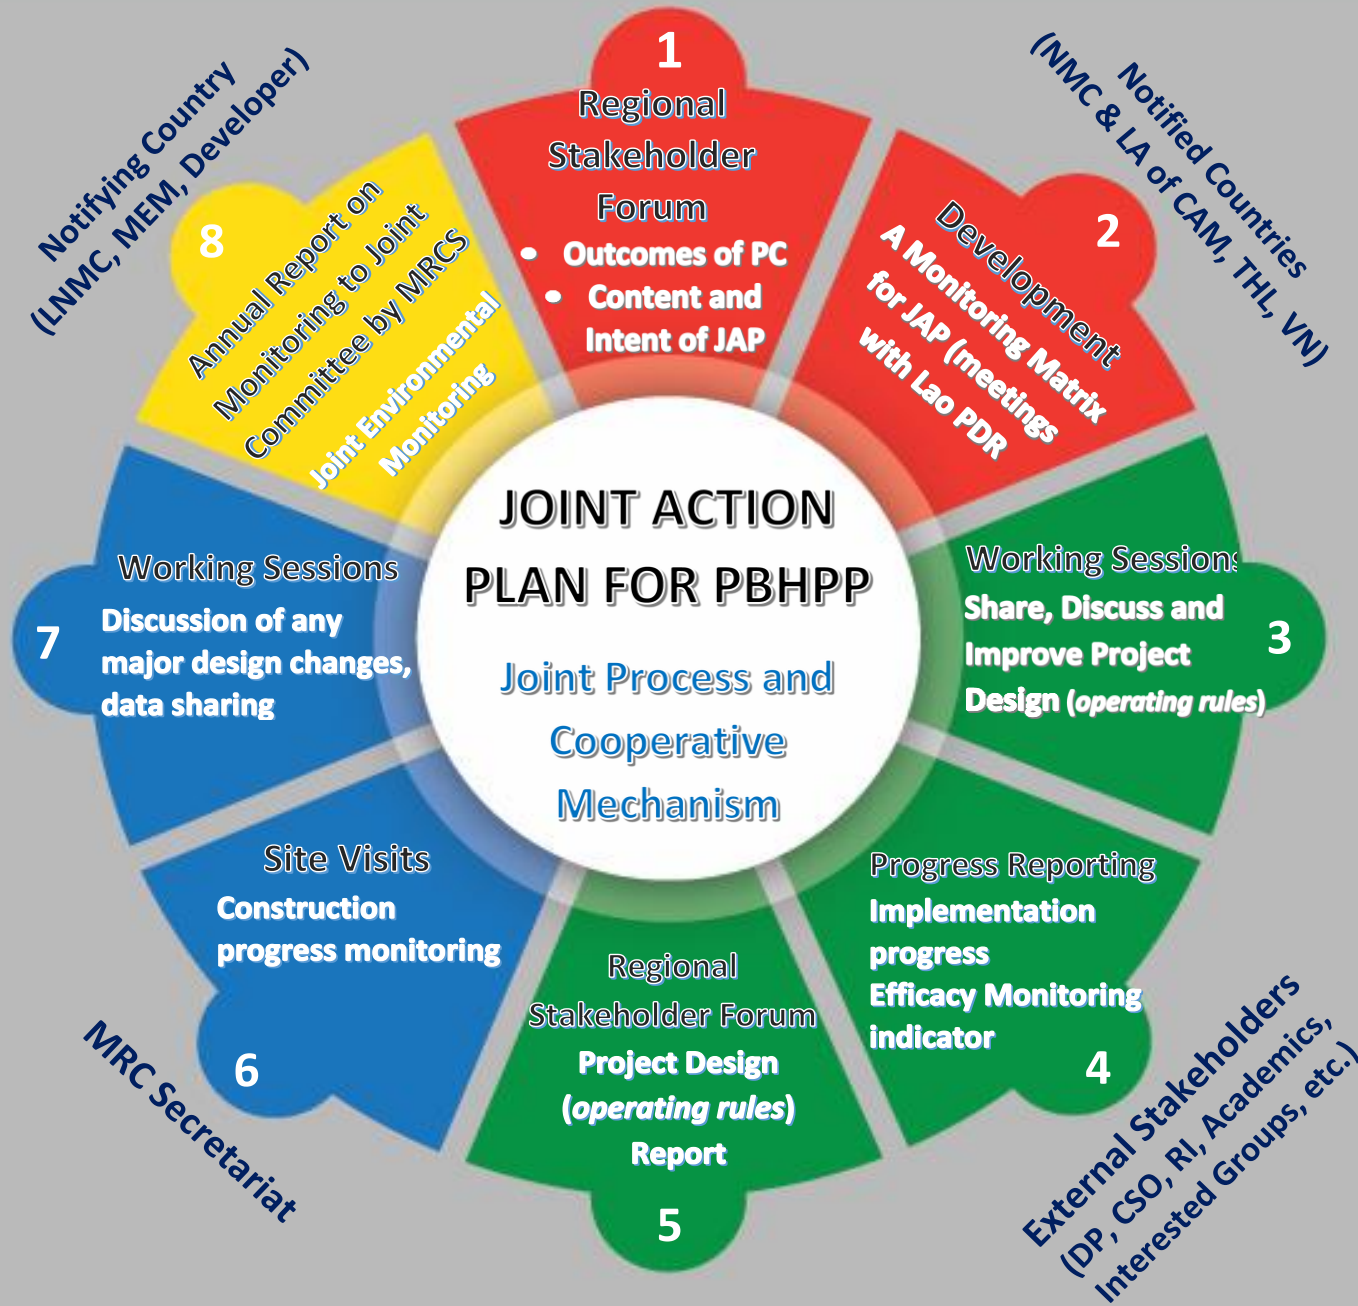 Notifying Country
(LNMC, MEM, Developer)
Notified Countries
(NMC & LA of CAM, THL, VN)
1
Regional
Stakeholder
Forum
• Outcomes of PC
• Content and
Intent of JAP
2
Development
A Monitoring Matrix
for JAP (meetings
with Lao PDR
3
Working Sessions
Share, Discuss and
Improve Project
Design (operating rules)
4
Progress Reporting
Implementation
progress
Efficacy Monitoring
indicator
5
Regional
Stakeholder Forum
Project Design
(operating rules)
Report
6
Site Visits
Construction
progress monitoring
7
Working Sessions
Discussion of any
major design changes,
data sharing
8
Annual Report on
Monitoring to Joint
Committee by MRCS
Joint Environmental
Monitoring
JOINT ACTION
PLAN FOR PBHPP
Joint Process and
Cooperative
Mechanism
MRC Secretariat
External Stakeholders
(DP, CSO, RI, Academics,
Interested Groups, etc.)